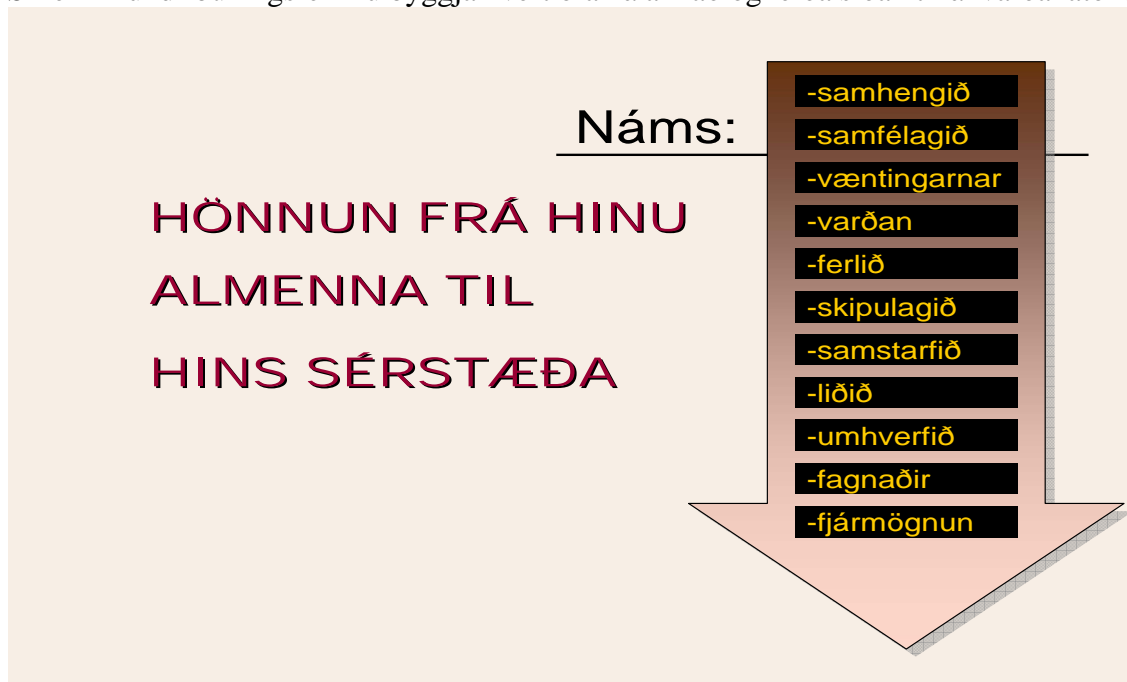 Náms:
-samhengið
-samfélagið
-væntingarnar
-varðan
-ferlið
-skipulagið
-samstarfið
-liðið
-umhverfið
-fagnaðir
-fjármögnun
HÖNNUN FRÁ HINU
ALMENNA TIL
HINS SÉRSTÆÐA